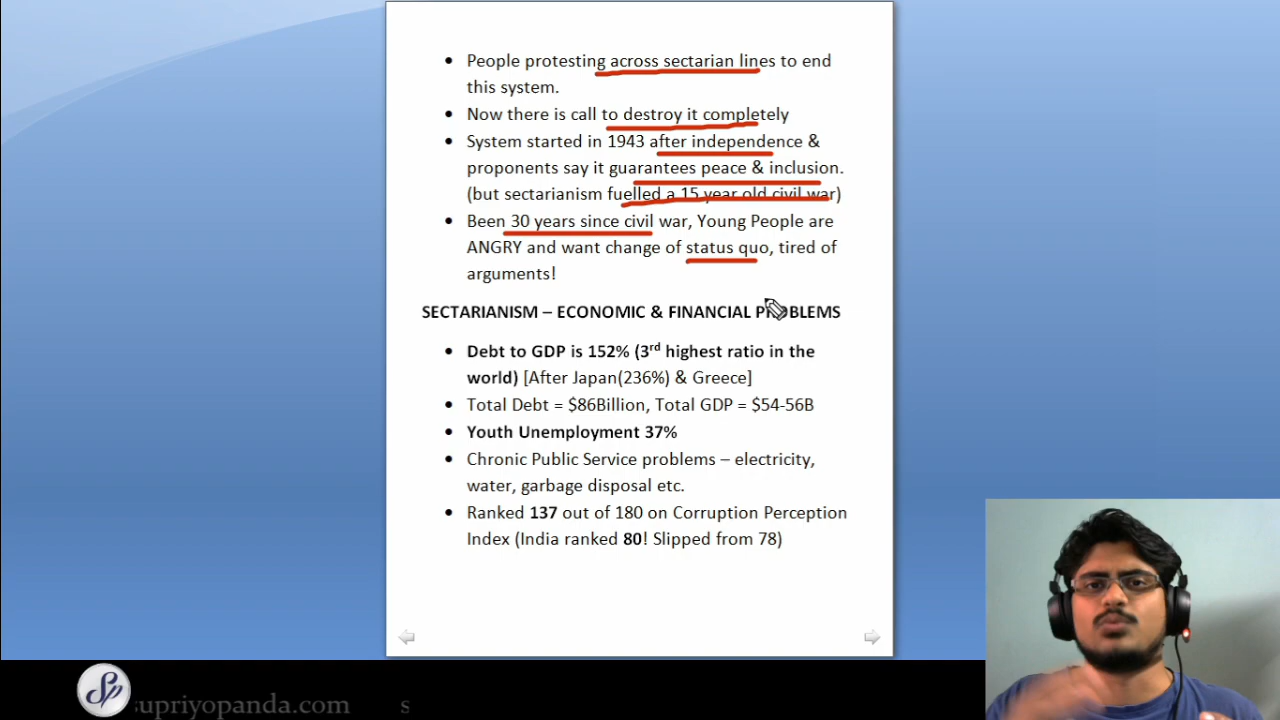 • People protesting across sectarian lines to end
this system.
• Now there is call to destroy it completely
• System started in 1943 after independence &
proponents say it guarantees peace & inclusion.
(but sectarianism fuelled a 15 year old civil war)
• Been 30 years since civil war, Young People are
ANGRY and want change of status quo, tired of
arguments!
SECTARIANISM – ECONOMIC & FINANCIAL PROBLEMS
• Debt to GDP is 152% (3rd highest ratio in the
world) [After Japan(236%) & Greece]
• Total Debt = $86Billion, Total GDP = $54-56B
• Youth Unemployment 37%
• Chronic Public Service problems – electricity,
water, garbage disposal etc.
• Ranked 137 out of 180 on Corruption Perception
Index (India ranked 80! Slipped from 78)
supriyopanda.com s